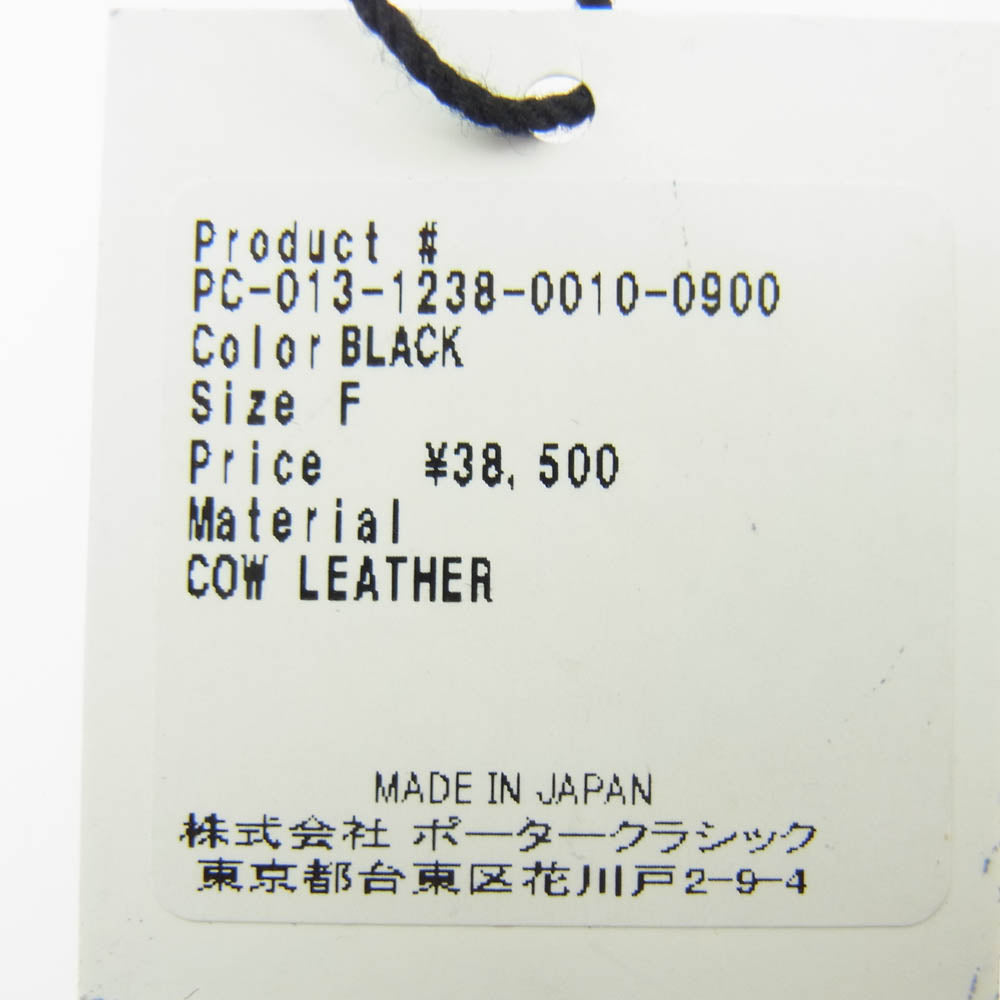 Product #
PC-013-1238-0010-0900
Color BLACK
Size F
Price ¥38,500
Material
COW LEATHER
MADE IN JAPAN
株式会社 ポータークラシック
東京都台東区花川戸2-9-4